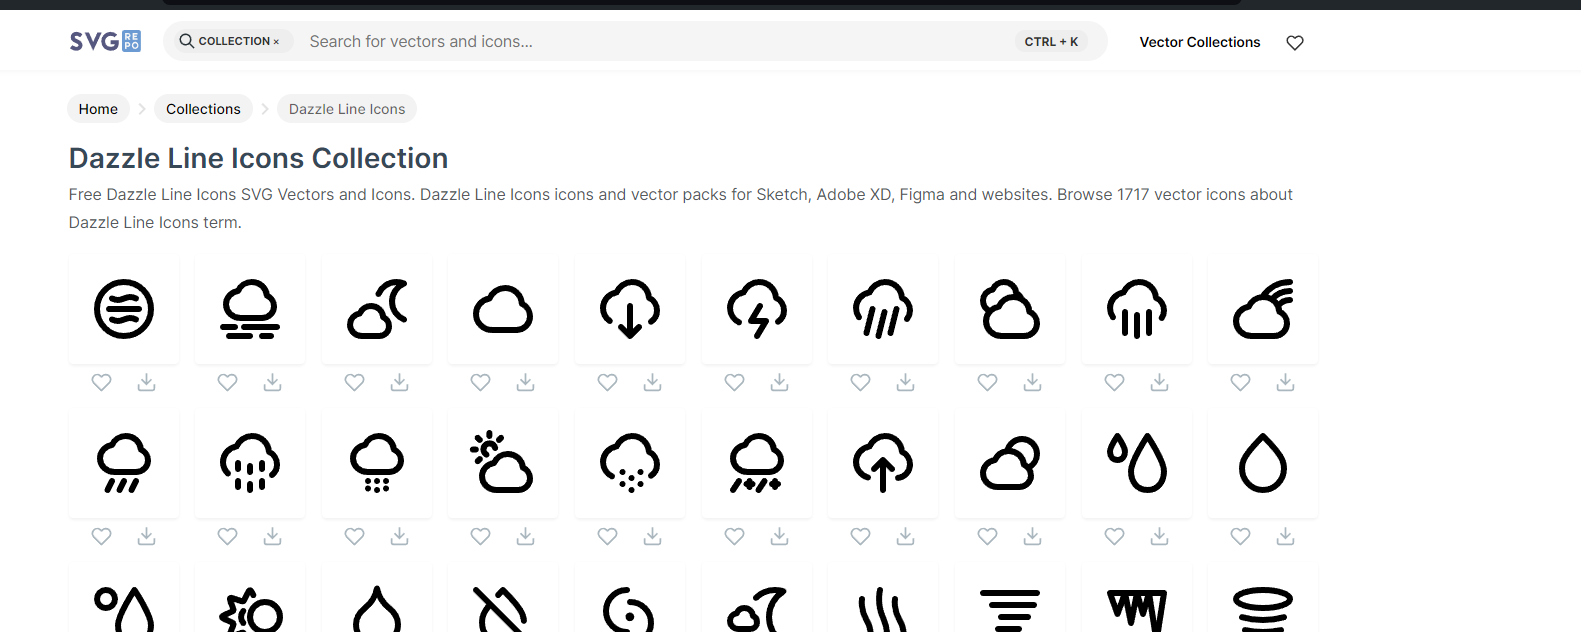 SVG REPO
COLLECTION × Search for vectors and icons... CTRL + K
Vector Collections
Home Collections Dazzle Line Icons
Dazzle Line Icons Collection
Free Dazzle Line Icons SVG Vectors and Icons. Dazzle Line Icons icons and vector packs for Sketch, Adobe XD, Figma and websites. Browse 1717 vector icons about
Dazzle Line Icons term.